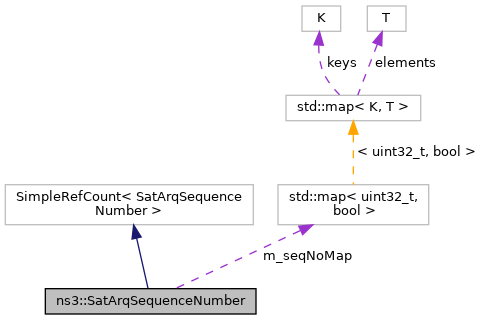 K
T
keys
elements
std::map< K, T >
< uint32_t, bool >
SimpleRefCount< SatArqSequence
Number >
std::map< uint32_t,
bool >
m_seqNoMap
ns3::SatArqSequenceNumber